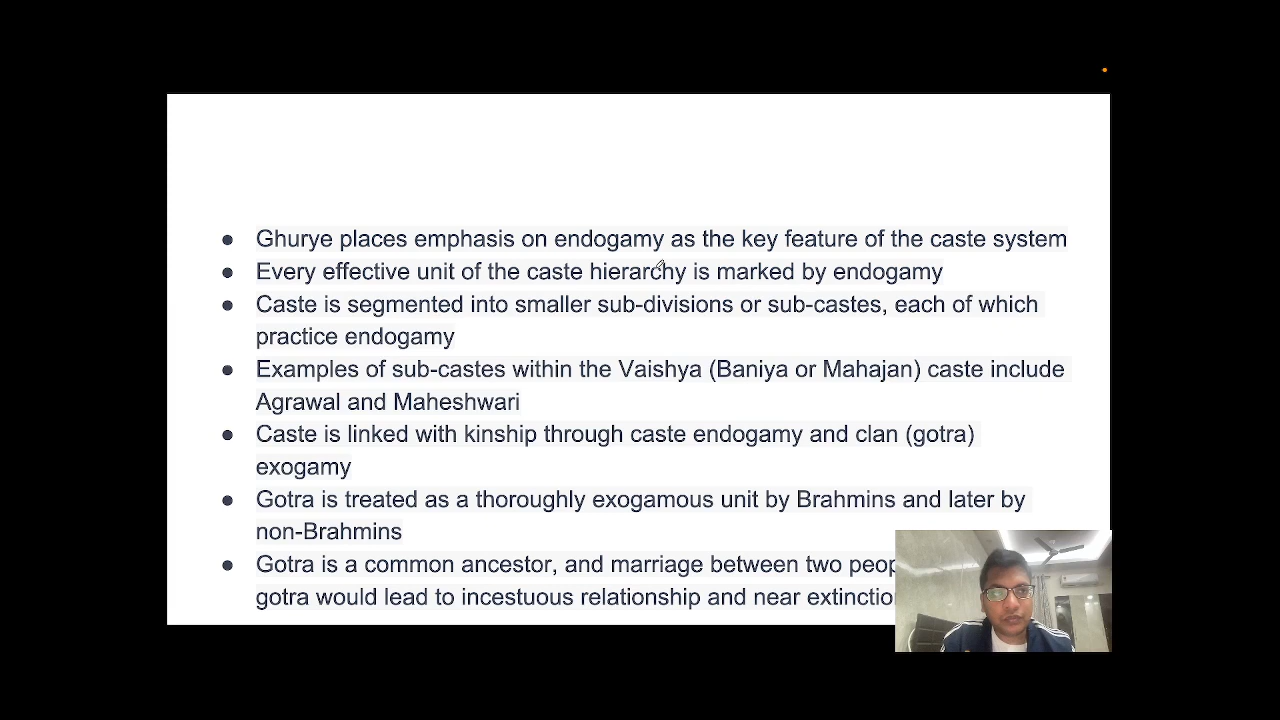 ● Ghurye places emphasis on endogamy as the key feature of the caste system
● Every effective unit of the caste hierarchy is marked by endogamy
● Caste is segmented into smaller sub-divisions or sub-castes, each of which
practice endogamy
● Examples of sub-castes within the Vaishya (Baniya or Mahajan) caste include
Agrawal and Maheshwari
● Caste is linked with kinship through caste endogamy and clan (gotra)
exogamy
● Gotra is treated as a thoroughly exogamous unit by Brahmins and later by
non-Brahmins
● Gotra is a common ancestor, and marriage between two
gotra would lead to incestuous relationship and near